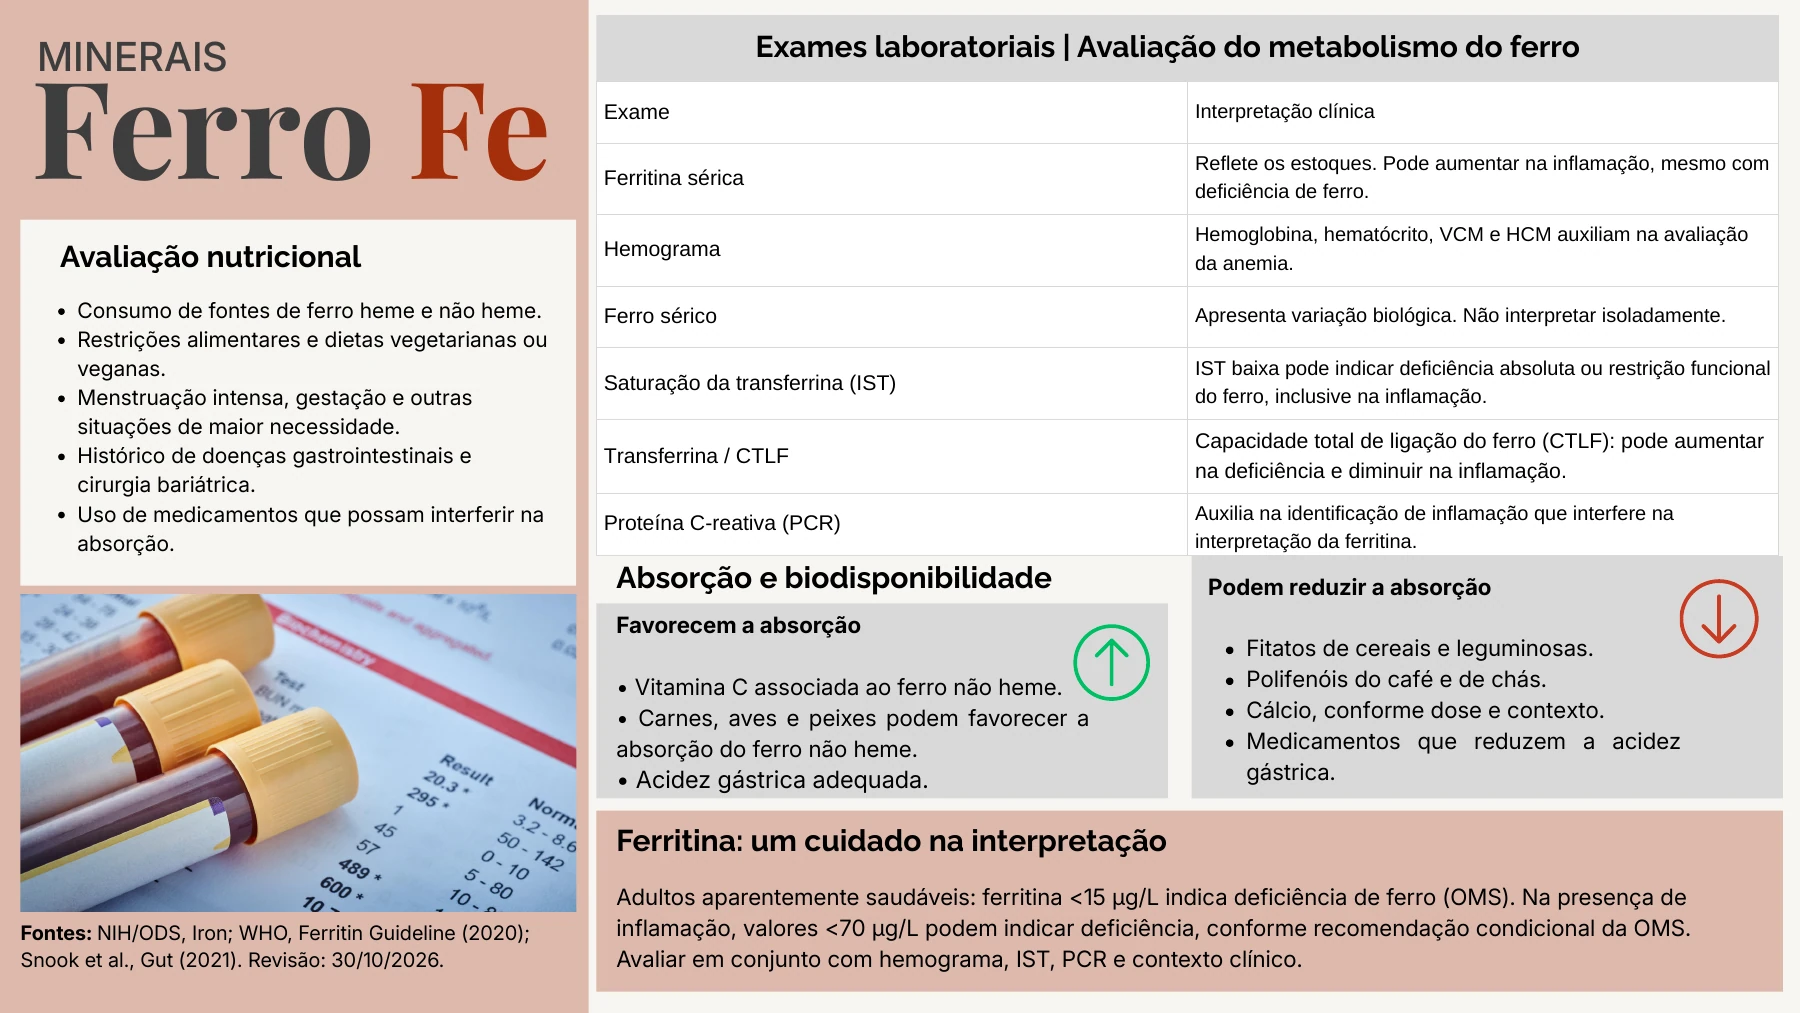 MINERAIS
Ferro Fe
Avaliação nutricional
• Consumo de fontes de ferro heme e não heme.
• Restrições alimentares e dietas vegetarianas ou
veganas.
• Menstruação intensa, gestação e outras
situações de maior necessidade.
• Histórico de doenças gastrointestinais e
cirurgia bariátrica.
• Uso de medicamentos que possam interferir na
absorção.
Biochemistry
Test
Result
20.3 *
295 *
1
45
57
489 *
600 *
3.2 - 8.6
50 - 142
0 - 10
5 - 80
Fontes: NIH/ODS, Iron; WHO, Ferritin Guideline (2020);
Snook et al., Gut (2021). Revisão: 30/10/2026.
Exames laboratoriais | Avaliação do metabolismo do ferro
Exame
Interpretação clínica
Ferritina sérica
Reflete os estoques. Pode aumentar na inflamação, mesmo com
deficiência de ferro.
Hemograma
Hemoglobina, hematócrito, VCM e HCM auxiliam na avaliação
da anemia.
Ferro sérico
Apresenta variação biológica. Não interpretar isoladamente.
Saturação da transferrina (IST)
IST baixa pode indicar deficiência absoluta ou restrição funcional
do ferro, inclusive na inflamação.
Transferrina / CTLF
Capacidade total de ligação do ferro (CTLF): pode aumentar
na deficiência e diminuir na inflamação.
Proteína C-reativa (PCR)
Auxilia na identificação de inflamação que interfere na
interpretação da ferritina.
Absorção e biodisponibilidade
Favorecem a absorção
• Vitamina C associada ao ferro não heme.
• Carnes, aves e peixes podem favorecer a
absorção do ferro não heme.
• Acidez gástrica adequada.
Podem reduzir a absorção
• Fitatos de cereais e leguminosas.
• Polifenóis do café e de chás.
• Cálcio, conforme dose e contexto.
• Medicamentos que reduzem a acidez
gástrica.
Ferritina: um cuidado na interpretação
Adultos aparentemente saudáveis: ferritina <15 µg/L indica deficiência de ferro (OMS). Na presença de
inflamação, valores <70 µg/L podem indicar deficiência, conforme recomendação condicional da OMS.
Avaliar em conjunto com hemograma, IST, PCR e contexto clínico.